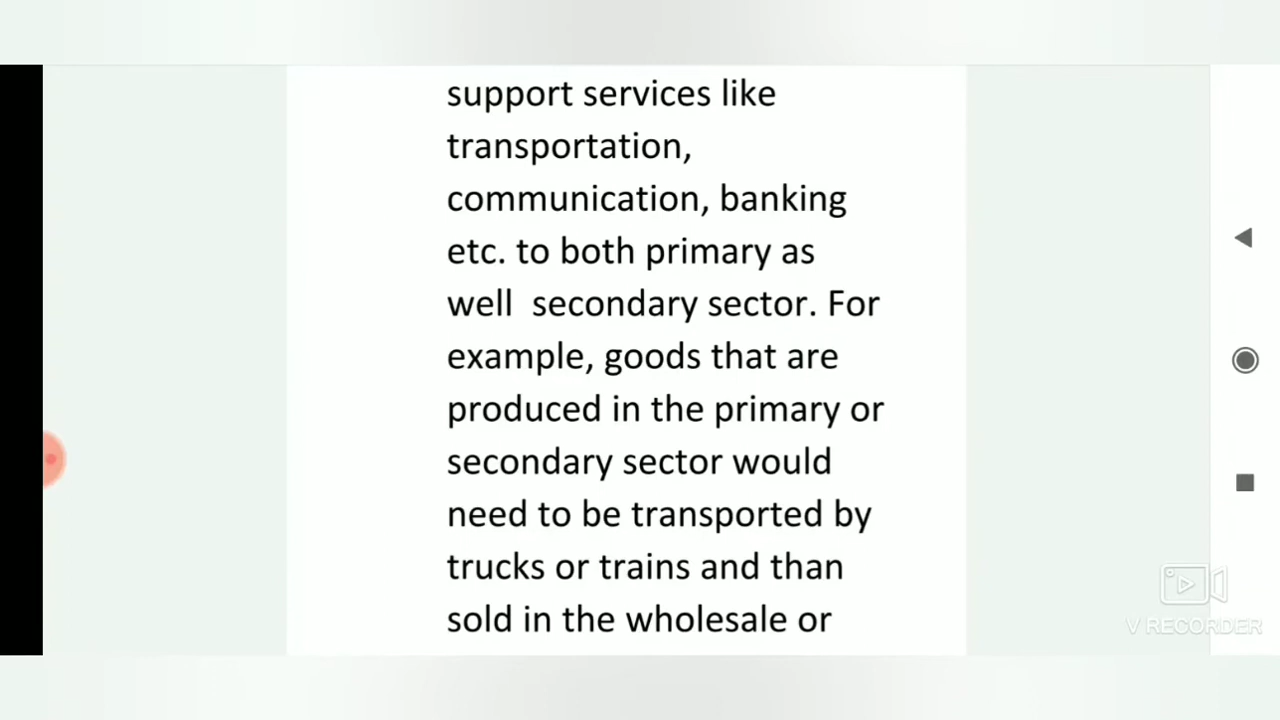 support services like
transportation,
communication, banking
etc. to both primary as
well  secondary sector. For
example, goods that are
produced in the primary or
secondary sector would
need to be transported by
trucks or trains and than
sold in the wholesale or
V RECORDER